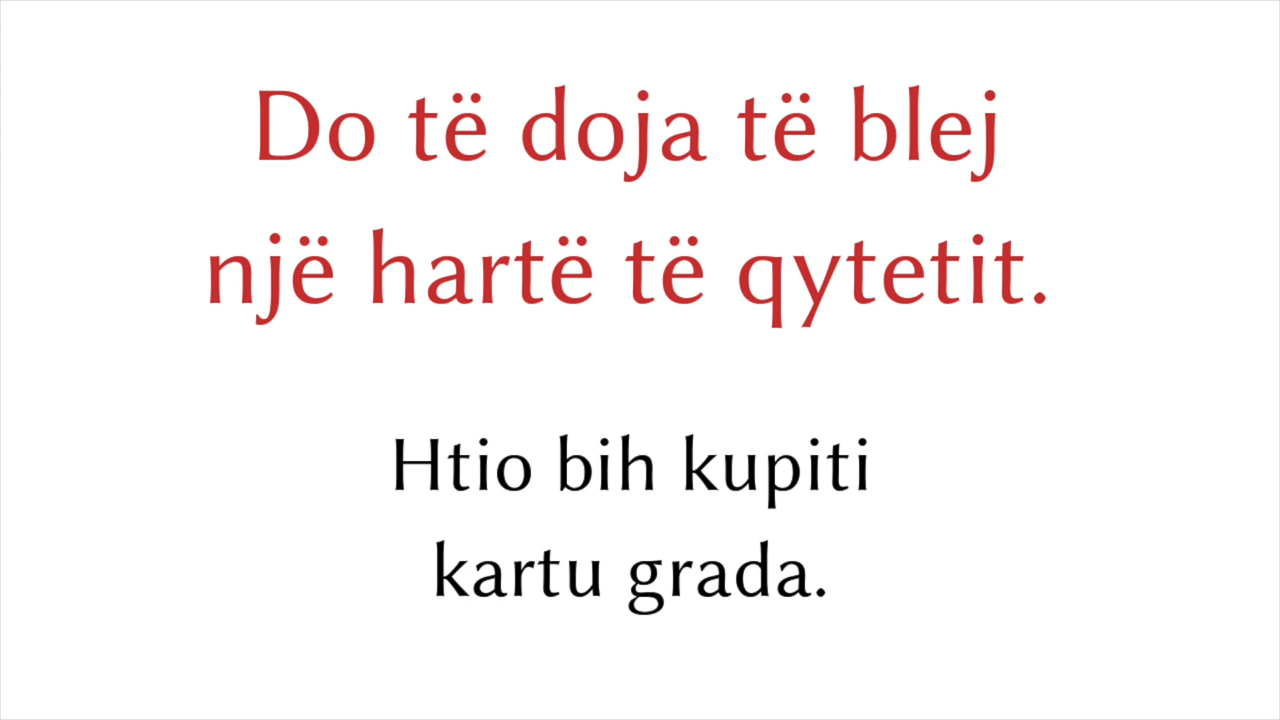 Do të doja të blej
një hartë të qytetit.
Htio bih kupiti
kartu grada.